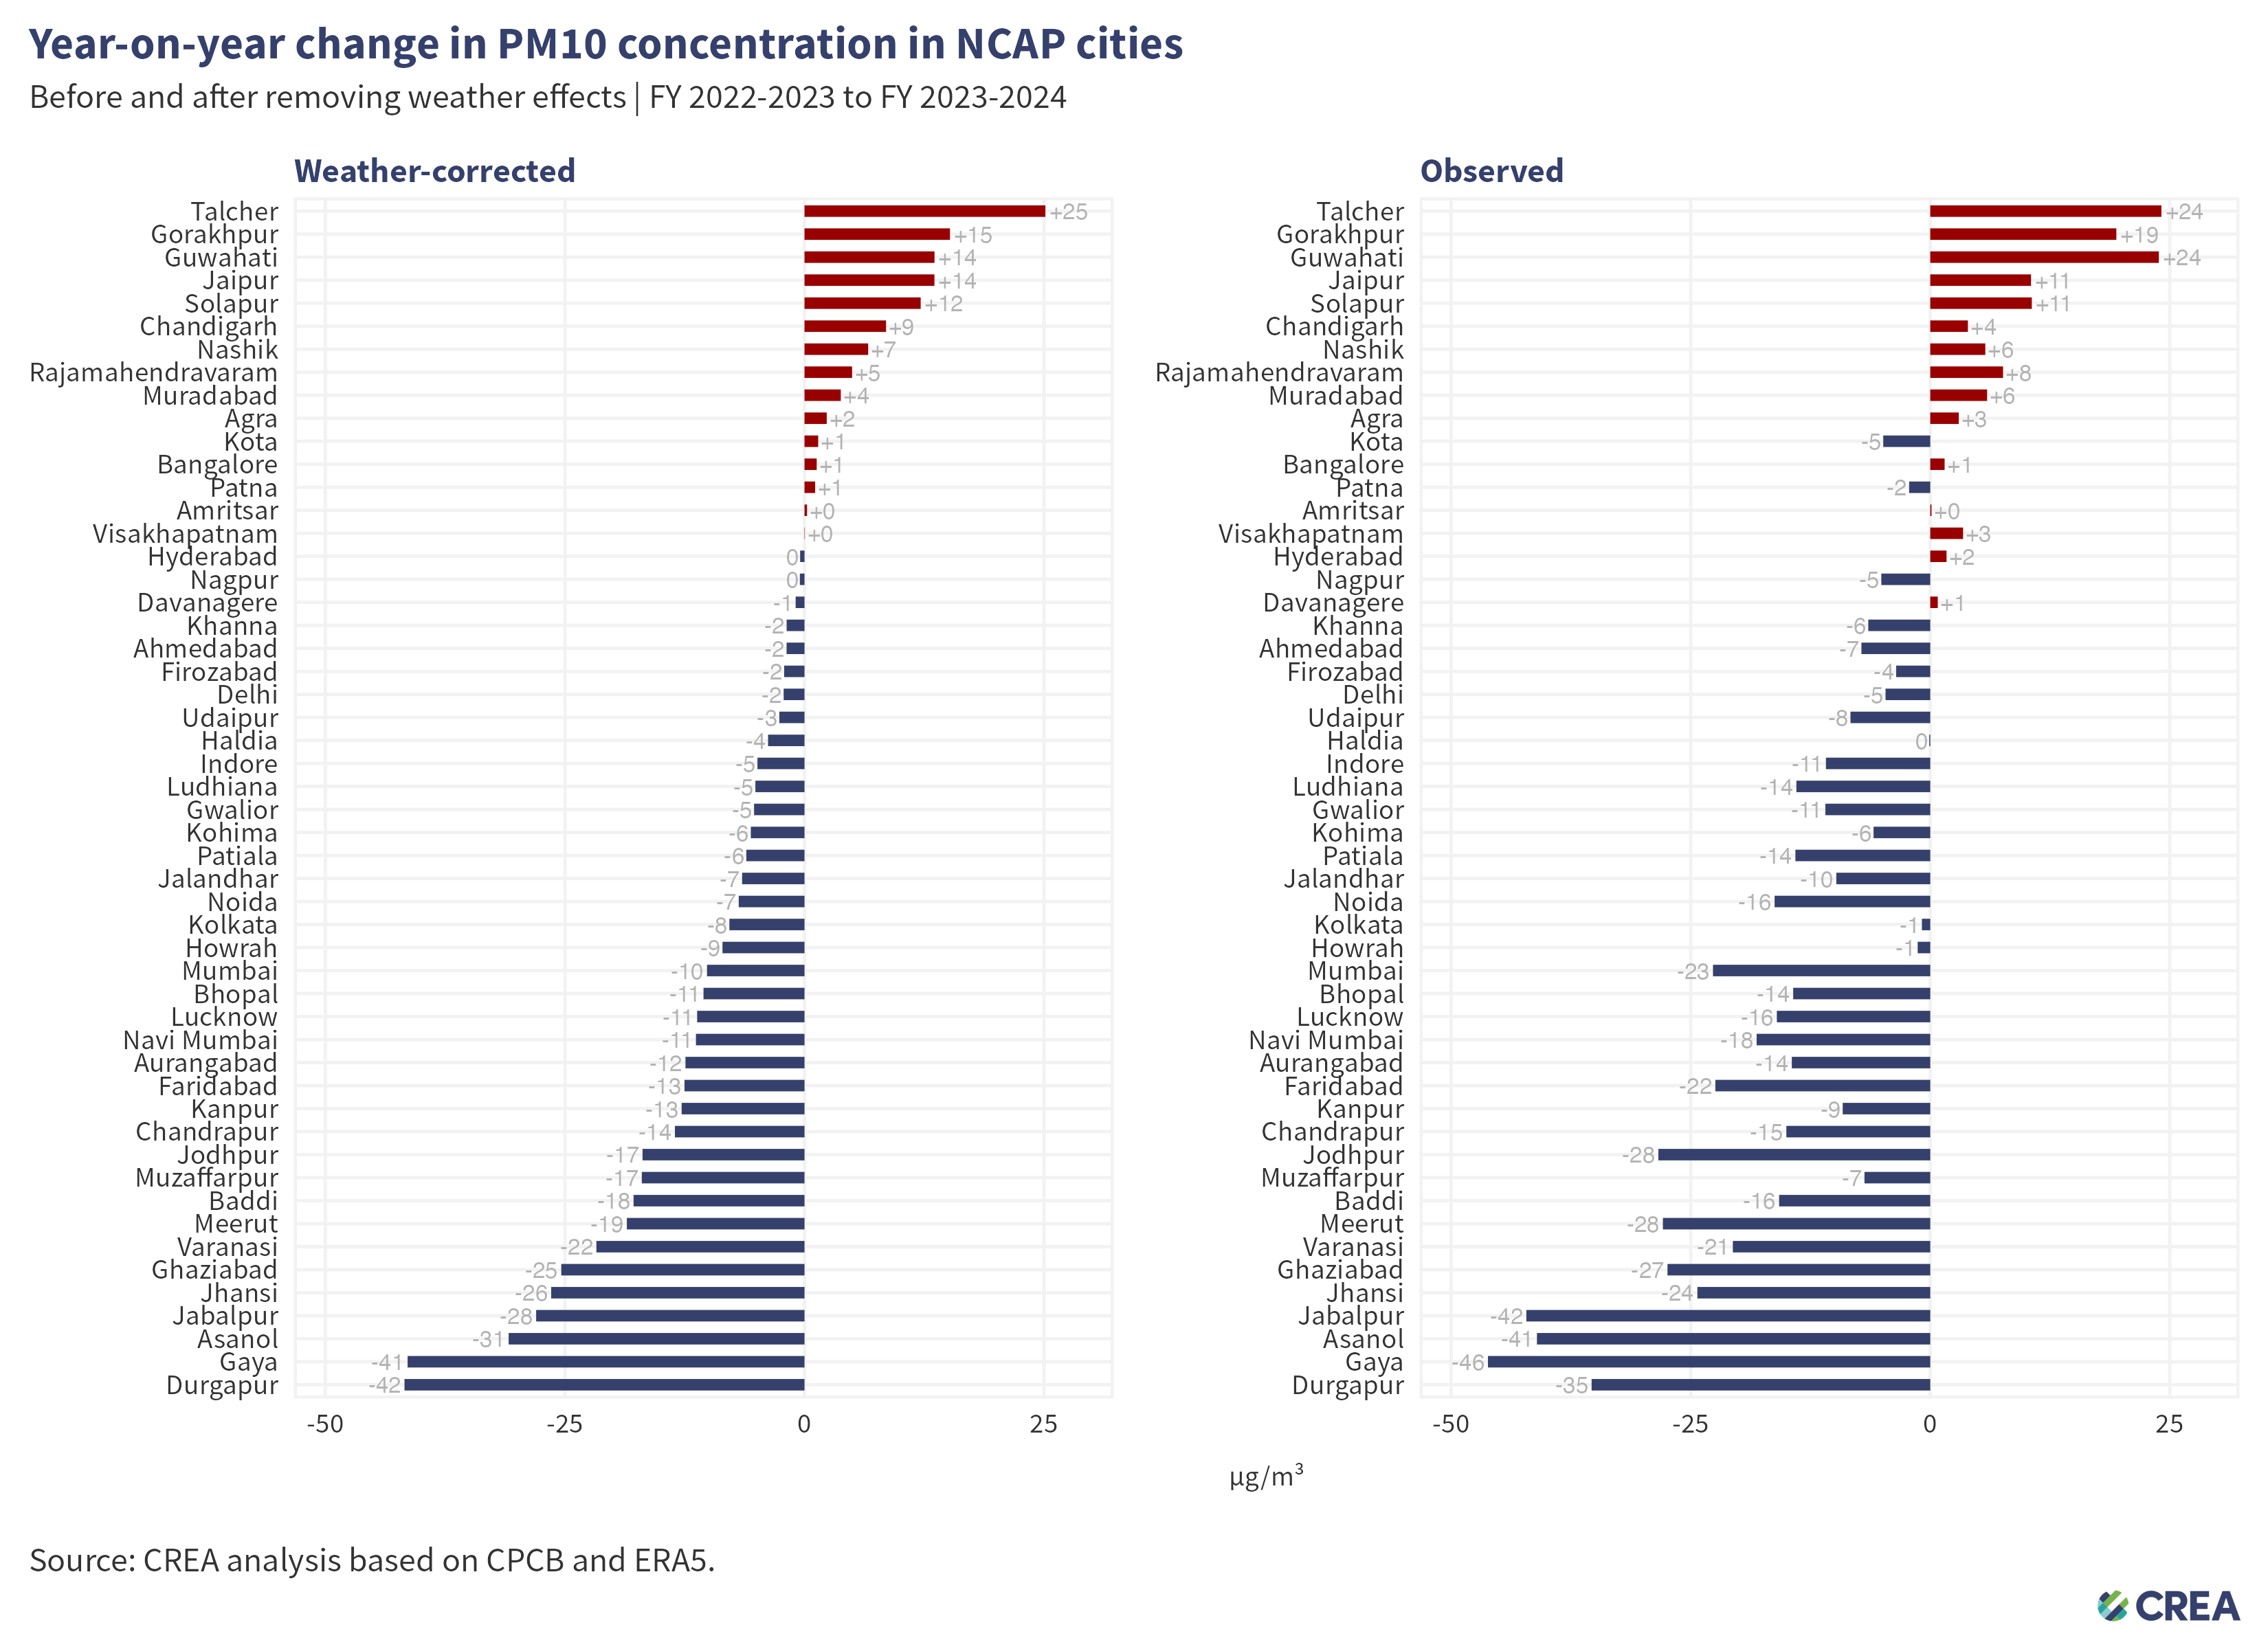 Year-on-year change in PM10 concentration in NCAP cities
Before and after removing weather effects | FY 2022-2023 to FY 2023-2024
Weather-corrected
Talcher +25
Gorakhpur +15
Guwahati +14
Jaipur +14
Solapur +12
Chandigarh +9
Nashik +7
Rajamahendravaram +5
Muradabad +4
Agra +2
Kota +1
Bangalore +1
Patna +1
Amritsar +0
Visakhapatnam +0
Hyderabad 0
Nagpur 0
Davanagere -1
Khanna -2
Ahmedabad -2
Firozabad -2
Delhi -2
Udaipur -3
Haldia -4
Indore -5
Ludhiana -5
Gwalior -5
Kohima -6
Patiala -6
Jalandhar -7
Noida -7
Kolkata -8
Howrah -9
Mumbai -10
Bhopal -11
Lucknow -11
Navi Mumbai -11
Aurangabad -12
Faridabad -13
Kanpur -13
Chandrapur -14
Jodhpur -17
Muzaffarpur -17
Baddi -18
Meerut -19
Varanasi -22
Ghaziabad -25
Jhansi -26
Jabalpur -28
Asanol -31
Gaya -41
Durgapur -42
-50 -25 0 25
Observed
Talcher +24
Gorakhpur +19
Guwahati +24
Jaipur +11
Solapur +11
Chandigarh +4
Nashik +6
Rajamahendravaram +8
Muradabad +6
Agra +3
Kota -5
Bangalore +1
Patna -2
Amritsar +0
Visakhapatnam +3
Hyderabad +2
Nagpur -5
Davanagere +1
Khanna -6
Ahmedabad -7
Firozabad -4
Delhi -5
Udaipur -8
Haldia 0
Indore -11
Ludhiana -14
Gwalior -11
Kohima -6
Patiala -14
Jalandhar -10
Noida -16
Kolkata -1
Howrah -1
Mumbai -23
Bhopal -14
Lucknow -16
Navi Mumbai -18
Aurangabad -14
Faridabad -22
Kanpur -9
Chandrapur -15
Jodhpur -28
Muzaffarpur -7
Baddi -16
Meerut -28
Varanasi -21
Ghaziabad -27
Jhansi -24
Jabalpur -42
Asanol -41
Gaya -46
Durgapur -35
-50 -25 0 25
µg/m³
Source: CREA analysis based on CPCB and ERA5.
CREA